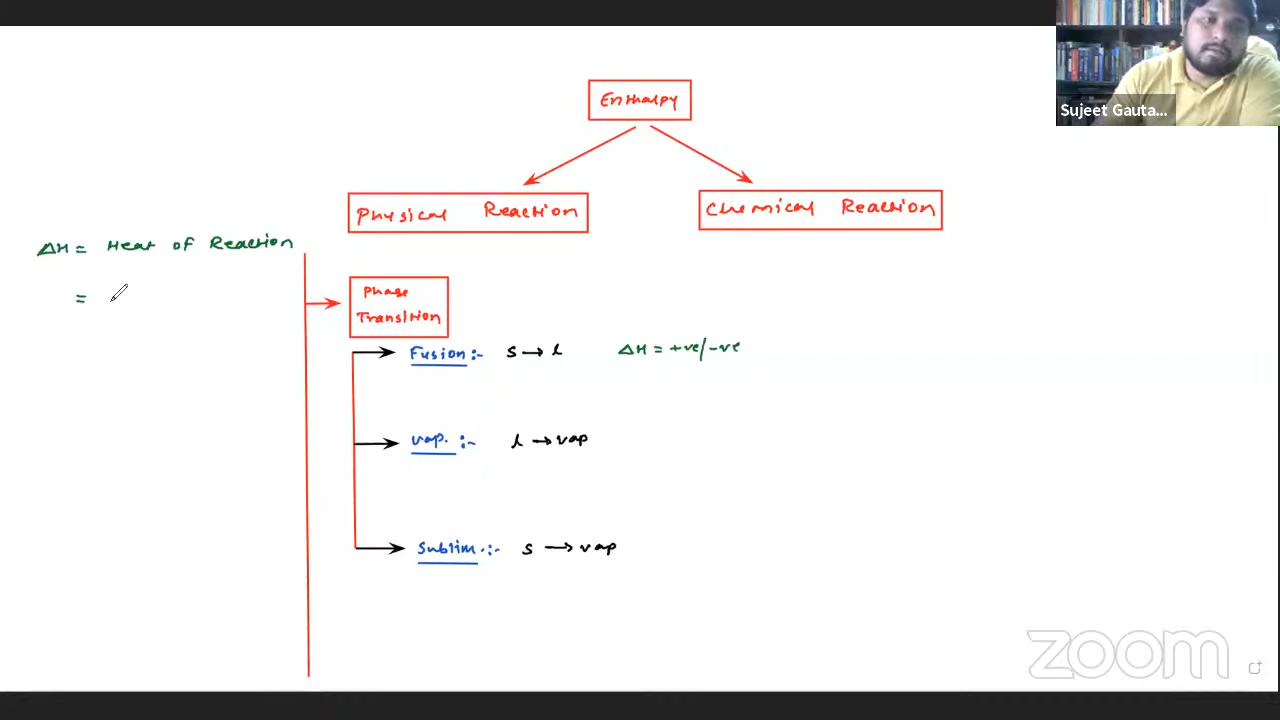 Sujeet Gauta...
Enthalpy
Physical Reaction
Chemical Reaction
ΔH = Heat of Reaction
=
Phase
Transition
Fusion:- s → l ΔH = +ve/-ve
vap. :- l → vap
Sublim.:- s → vap
zoom